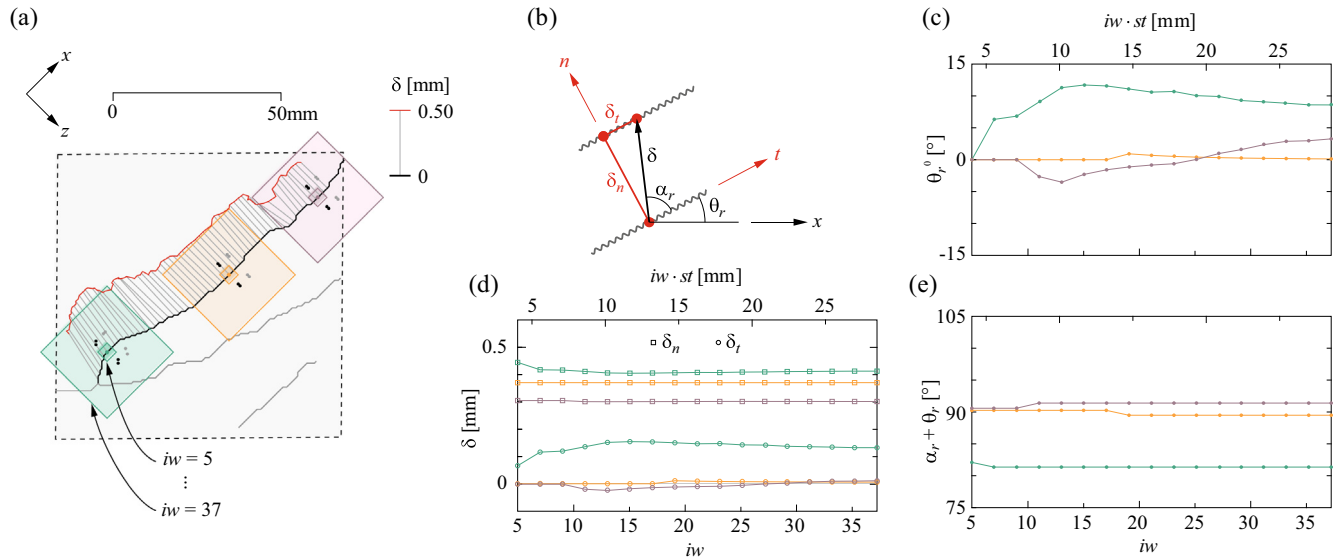 (a)
x
z
0
50mm
δ [mm]
0.50
0
iw = 5
⋮
iw = 37
(b)
n
δt
δ
δn
αr
θr
t
x
(c)
iw · st [mm]
5 10 15 20 25
15
0
-15
θr⁰ [°]
(d)
iw · st [mm]
5 10 15 20 25
δn δt
0.5
0
δ [mm]
5 10 15 20 25 30 35
iw
(e)
105
90
75
αr + θr [°]
5 10 15 20 25 30 35
iw